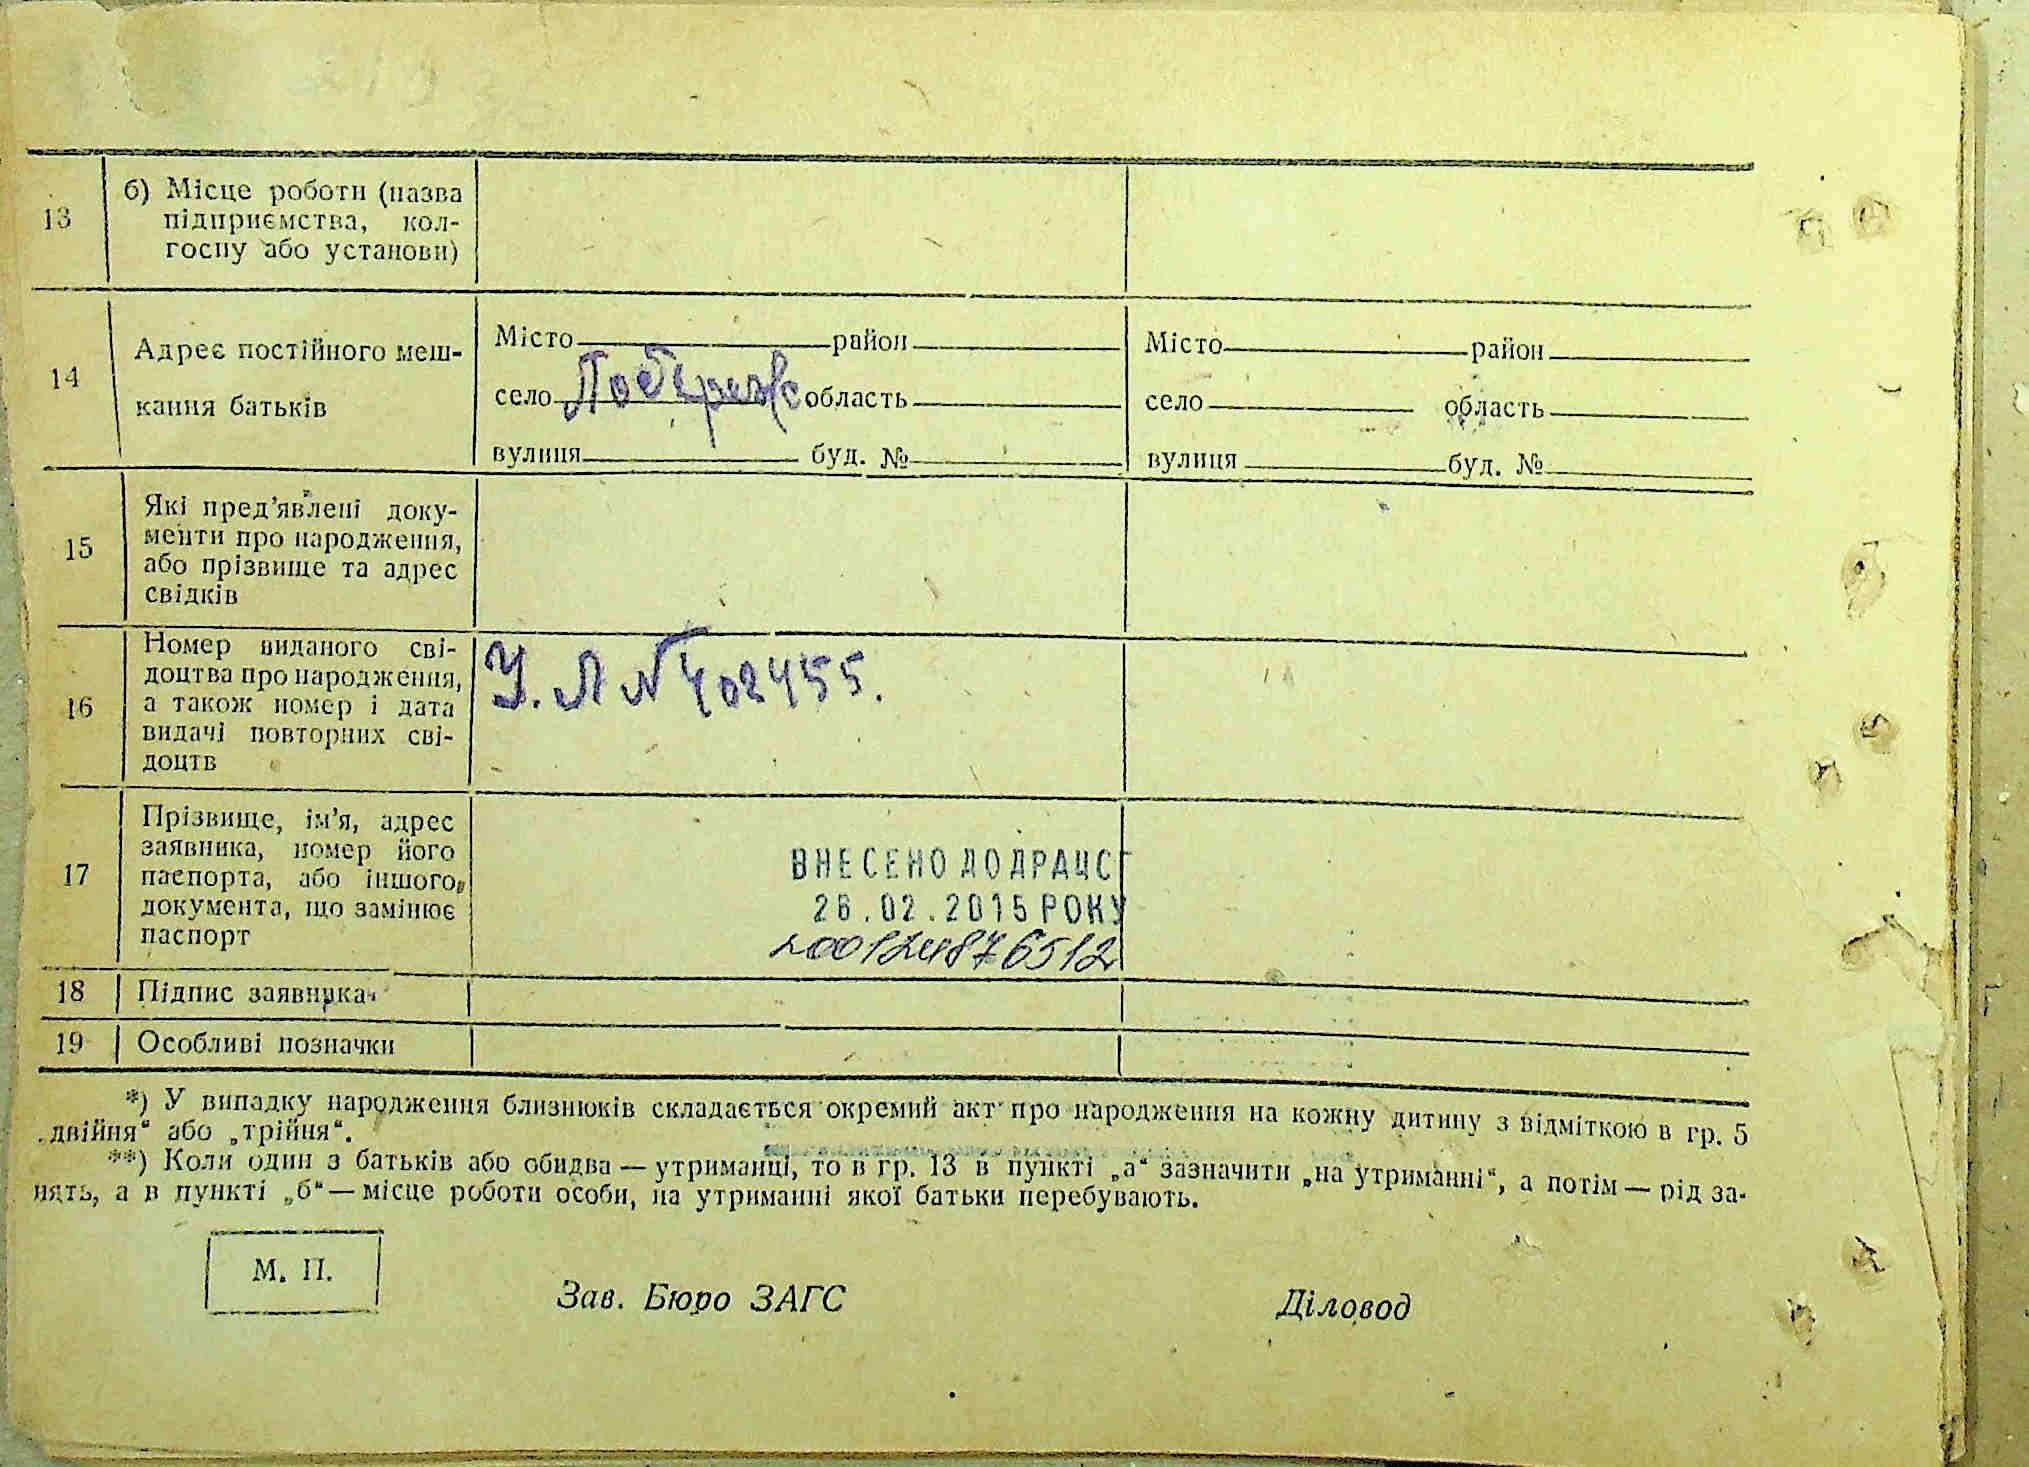 13
б) Місце роботи (назва
підприємства, кол-
госпу або установи)
14
Адреє постійного меш-
кання батьків
Місто район
село Побереже область
вулиця буд. №
Місто район
село область
вулиця буд. №
15
Які пред'явлені доку-
менти про народження,
або прізвище та адрес
свідків
16
Номер виданого сві-
доцтва про народження,
а також номер і дата
видачі повторних сві-
доцтв
У. Л № 402455.
17
Прізвище, ім'я, адрес
заявника, номер його
паспорта, або іншого
документа, що замінює
паспорт
ВНЕСЕНО ДО ДРАЦС
26.02.2015 РОКУ
200124876512
18
Підпис заявника
19
Особливі позначки
*) У випадку народження близнюків складається окремий акт про народження на кожну дитину з відміткою в гр. 5
„двійня“ або „трійня“.
**) Коли один з батьків або обидва — утриманці, то в гр. 13 в пункті „а“ зазначити „на утриманні“, а потім — рід за-
нять, а в пункті „б“ — місце роботи особи, на утриманні якої батьки перебувають.
М. П.
Зав. Бюро ЗАГС
Діловод